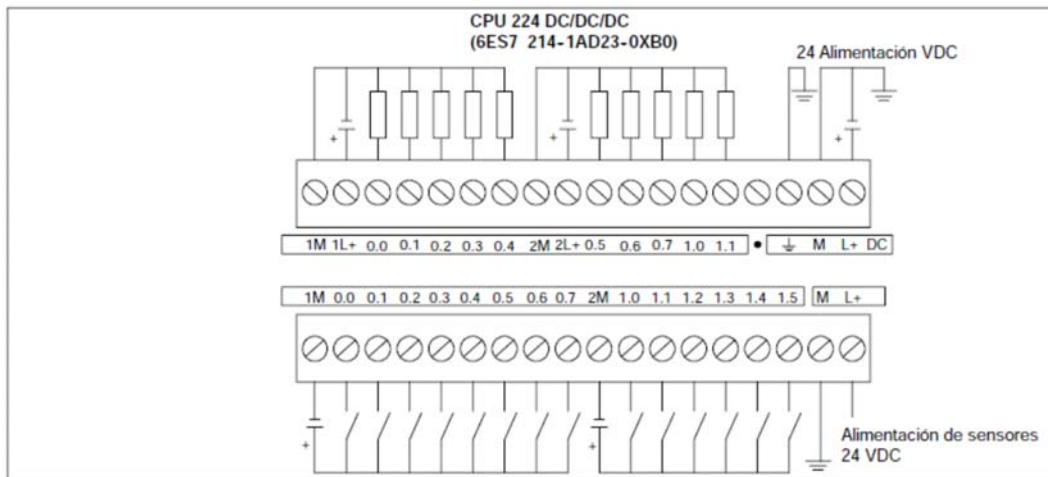 CPU 224 DC/DC/DC
(6ES7 214-1AD23-0XB0)
24 Alimentación VDC
+ + +
1M 1L+ 0.0 0.1 0.2 0.3 0.4 2M 2L+ 0.5 0.6 0.7 1.0 1.1 • ⏚ M L+ DC
1M 0.0 0.1 0.2 0.3 0.4 0.5 0.6 0.7 2M 1.0 1.1 1.2 1.3 1.4 1.5 M L+
+ +
Alimentación de sensores
24 VDC